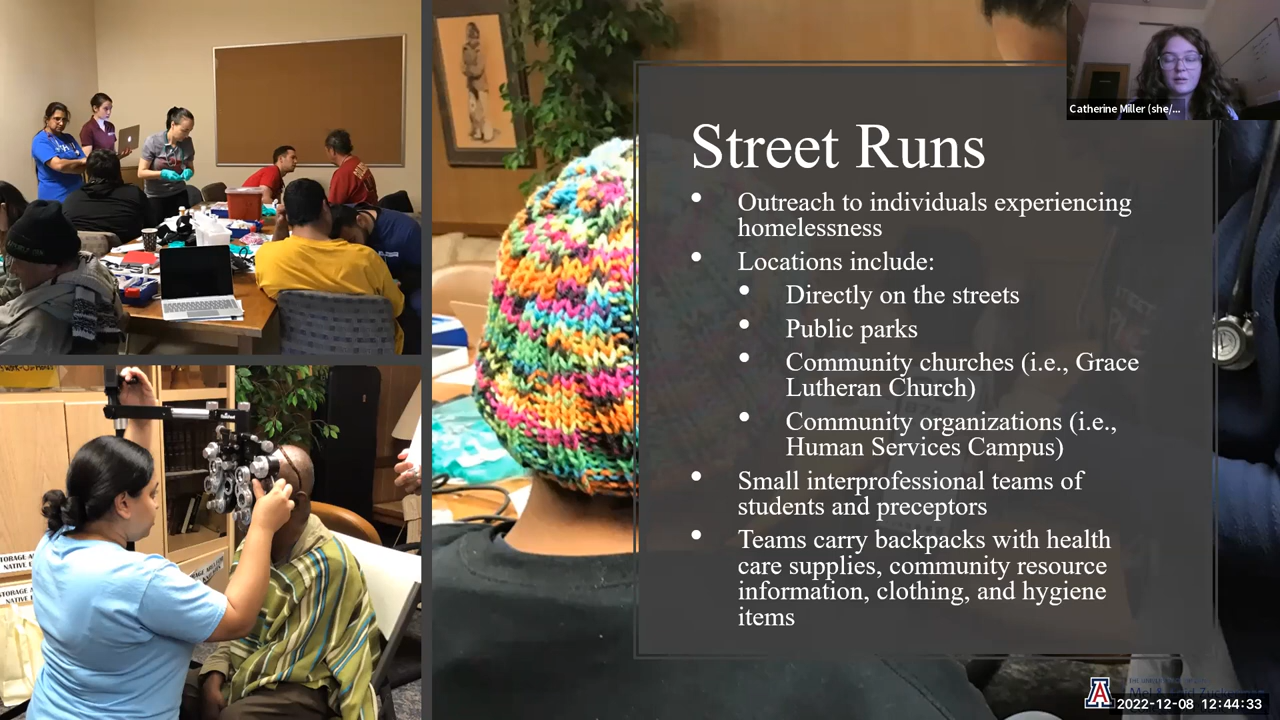 Catherine Miller (she/...
Street Runs
• Outreach to individuals experiencing
homelessness
• Locations include:
• Directly on the streets
• Public parks
• Community churches (i.e., Grace
Lutheran Church)
• Community organizations (i.e.,
Human Services Campus)
• Small interprofessional teams of
students and preceptors
• Teams carry backpacks with health
care supplies, community resource
information, clothing, and hygiene
items
A
2022-12-08 12:44:33